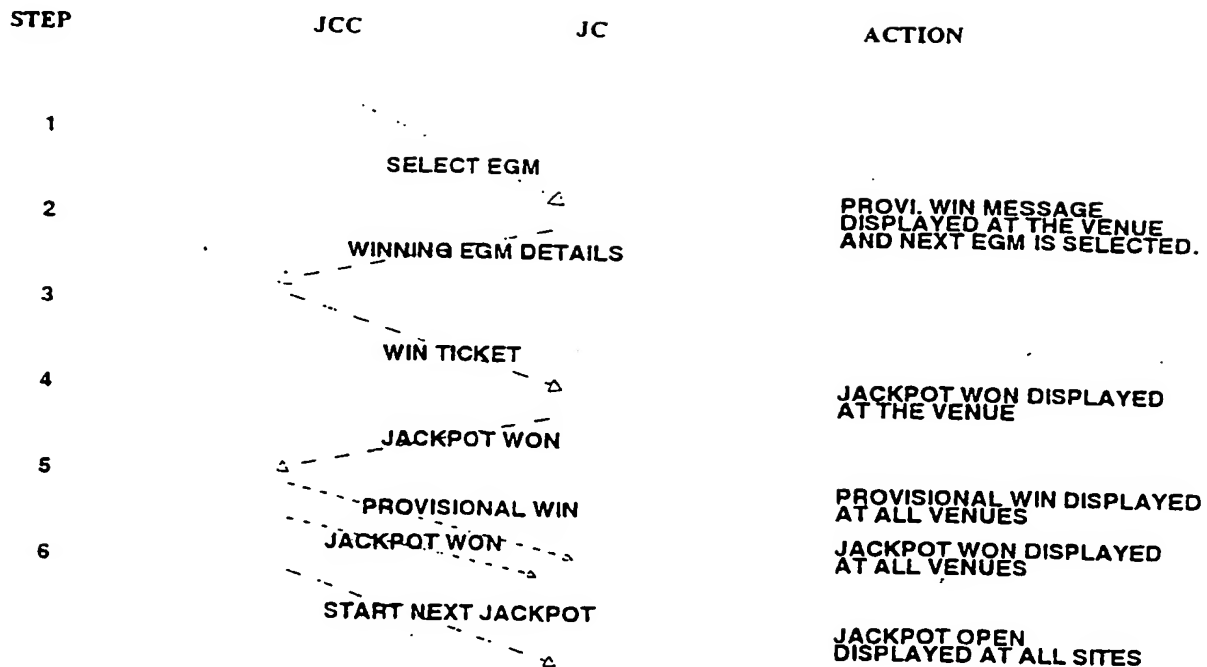 STEP JCC JC ACTION
1
SELECT EGM
2
PROVI. WIN MESSAGE
DISPLAYED AT THE VENUE
AND NEXT EGM IS SELECTED.
WINNING EGM DETAILS
3
WIN TICKET
4
JACKPOT WON DISPLAYED
AT THE VENUE
JACKPOT WON
5
PROVISIONAL WIN
PROVISIONAL WIN DISPLAYED
AT ALL VENUES
6
JACKPOT WON
JACKPOT WON DISPLAYED
AT ALL VENUES
START NEXT JACKPOT
JACKPOT OPEN
DISPLAYED AT ALL SITES